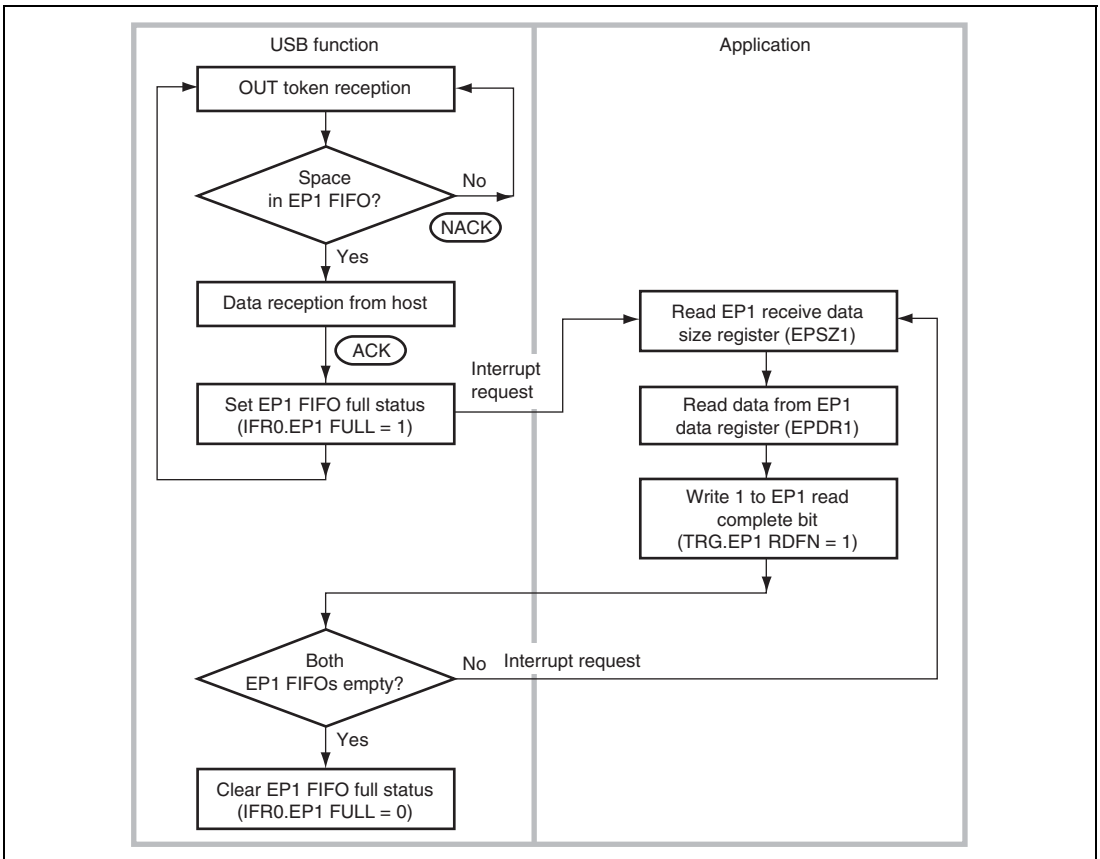 USB function
Application
OUT token reception
Space
in EP1 FIFO?
No
NACK
Yes
Data reception from host
ACK
Set EP1 FIFO full status
(IFR0.EP1 FULL = 1)
Interrupt
request
Read EP1 receive data
size register (EPSZ1)
Read data from EP1
data register (EPDR1)
Write 1 to EP1 read
complete bit
(TRG.EP1 RDFN = 1)
Both
EP1 FIFOs empty?
No
Interrupt request
Yes
Clear EP1 FIFO full status
(IFR0.EP1 FULL = 0)